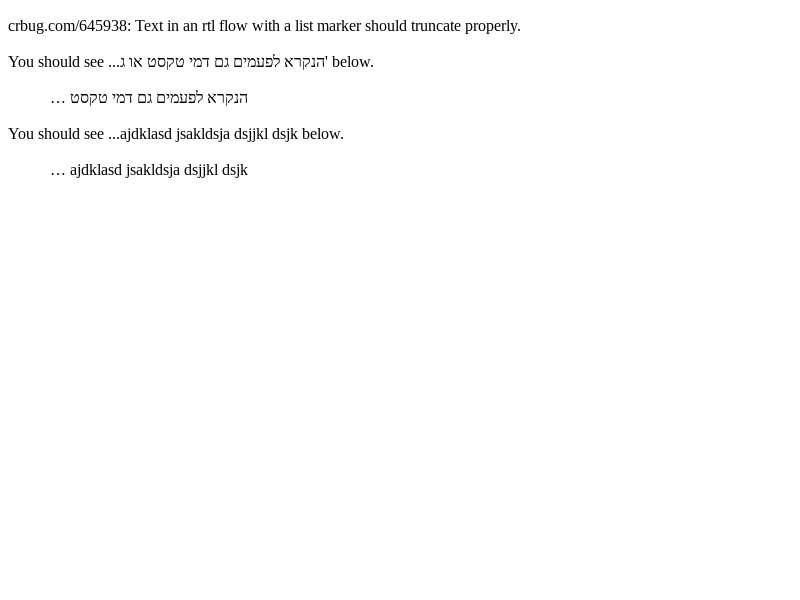 crbug.com/645938: Text in an rtl flow with a list marker should truncate properly.
You should see ...הנקרא לפעמים גם דמי טקסט או ג' below.
הנקרא לפעמים גם דמי טקסט …
You should see ...ajdklasd jsakldsja dsjjkl dsjk below.
… ajdklasd jsakldsja dsjjkl dsjk